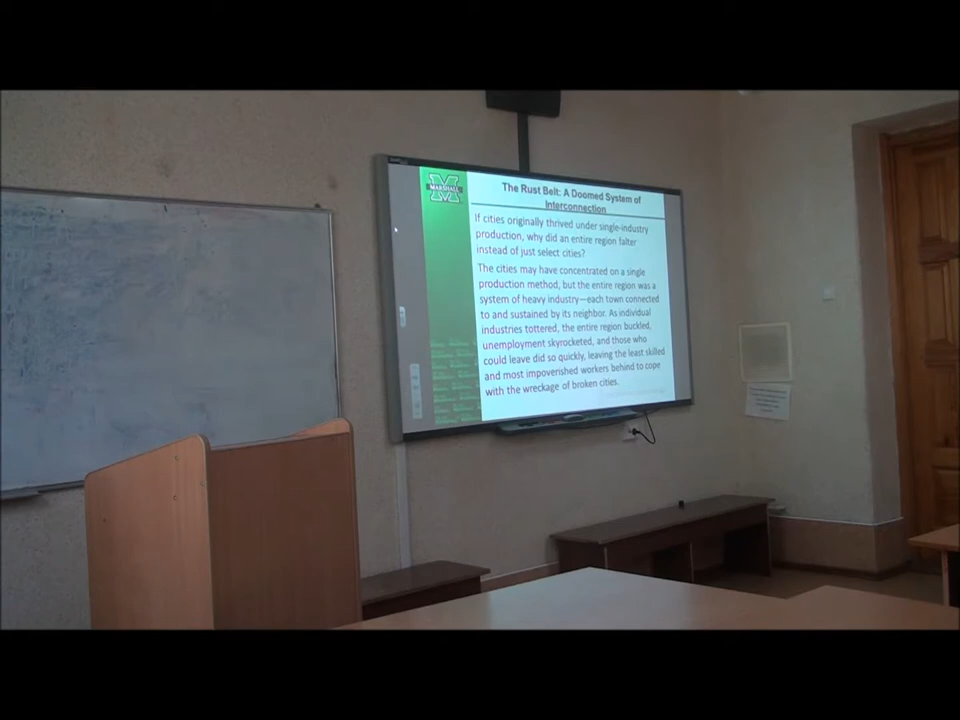 MARSHALL
The Rust Belt: A Doomed System of
Interconnection
If cities originally thrived under single-industry
production, why did an entire region falter
instead of just select cities?
The cities may have concentrated on a single
production method, but the entire region was a
system of heavy industry—each town connected
to and sustained by its neighbor. As individual
industries tottered, the entire region buckled,
unemployment skyrocketed, and those who
could leave did so quickly, leaving the least skilled
and most impoverished workers behind to cope
with the wreckage of broken cities.